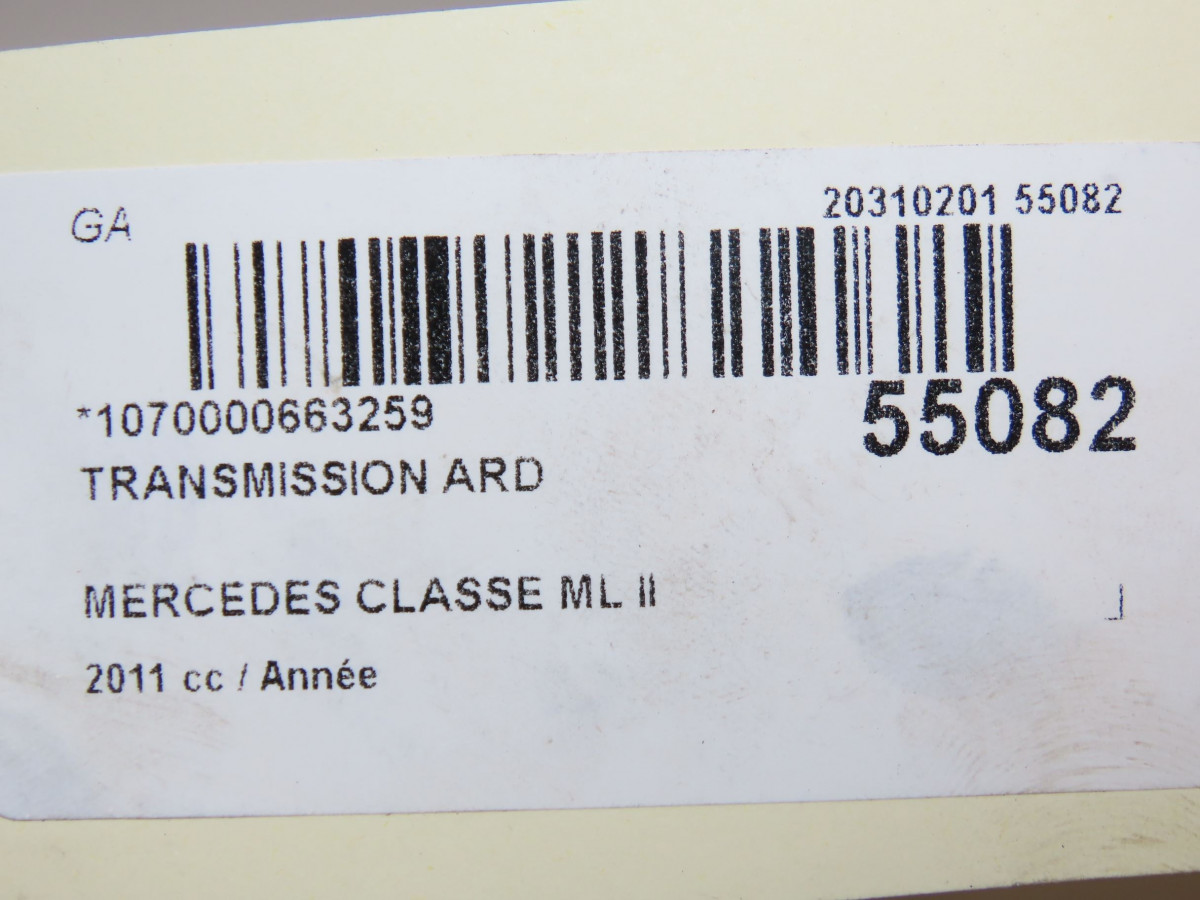 GA
20310201 55082
*1070000663259
55082
TRANSMISSION ARD
MERCEDES CLASSE ML II
2011 cc / Année